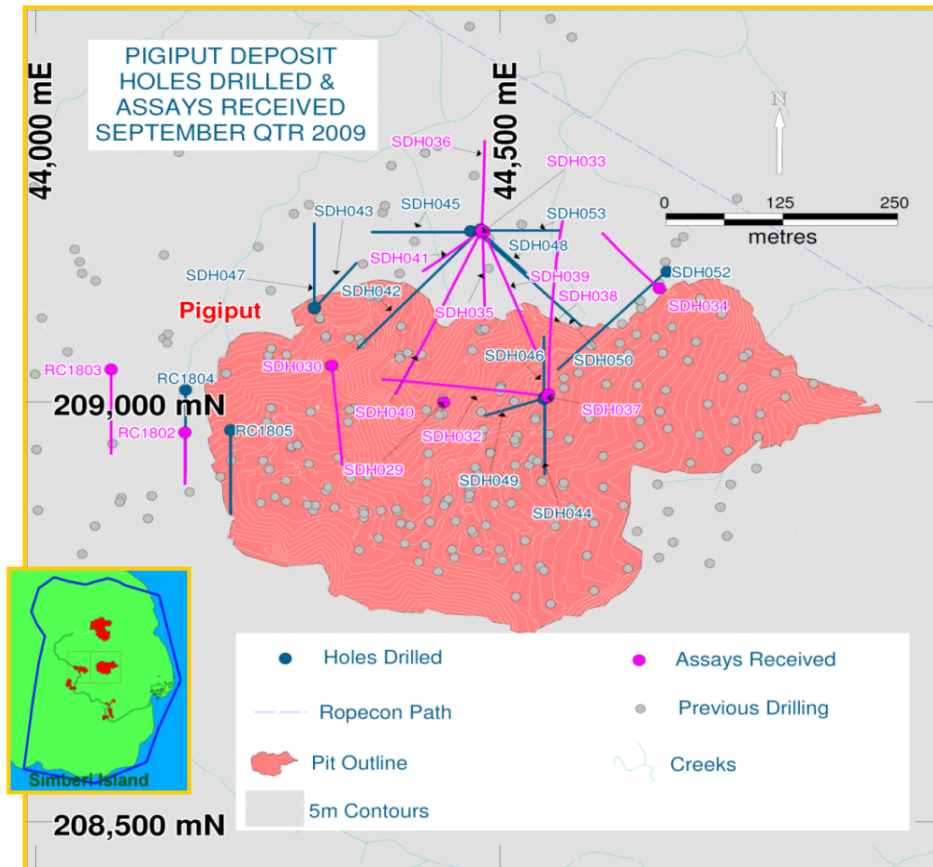 PIGIPUT DEPOSIT
HOLES DRILLED &
ASSAYS RECEIVED
SEPTEMBER QTR 2009
44,000 mE
44,500 mE
N
0 125 250
metres
SDH036
SDH033
SDH043
SDH045
SDH053
SDH048
SDH041
SDH047
SDH042
SDH039
SDH052
SDH038
SDH034
Pigiput
SDH035
SDH046
SDH050
SDH030
RC1803
RC1804
209,000 mN
SDH040
SDH037
RC1802
RC1805
SDH032
SDH029
SDH049
SDH044
Holes Drilled
Assays Received
Ropecon Path
Previous Drilling
Pit Outline
Creeks
5m Contours
Simberi Island
208,500 mN